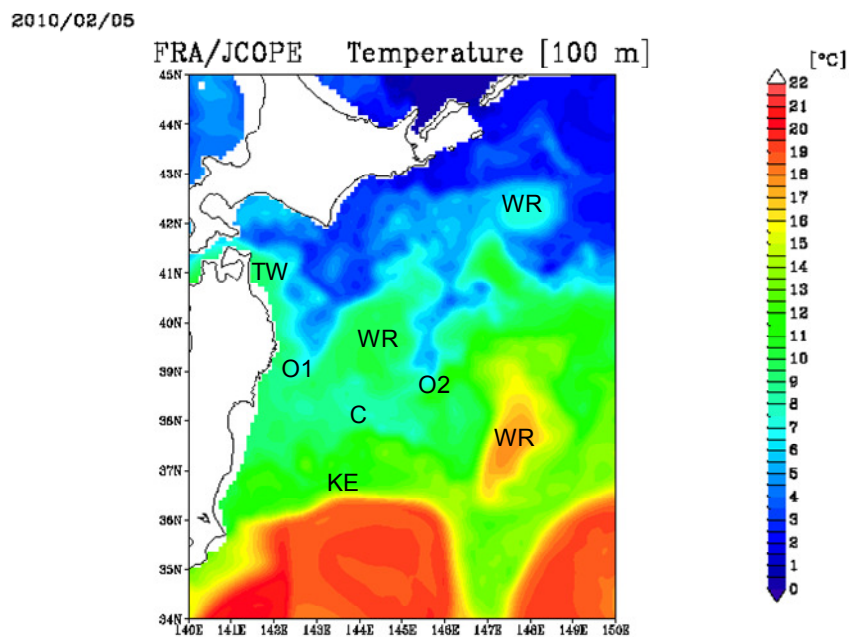 2010/02/05
FRA/JCOPE Temperature [100 m]
[°C]
45N
44N
43N
42N
41N
40N
39N
38N
37N
36N
35N
34N
140E 141E 142E 143E 144E 145E 146E 147E 148E 149E 150E
WR
TW
WR
O1
O2
C
WR
KE
22
21
20
19
18
17
16
15
14
13
12
11
10
9
8
7
6
5
4
3
2
1
0